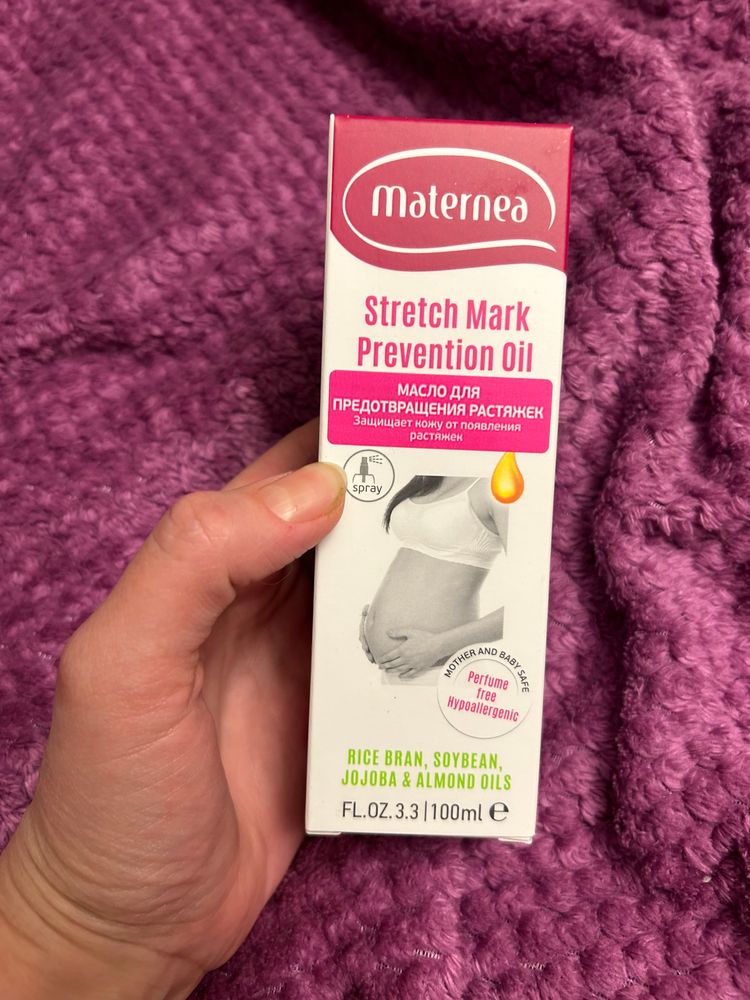 maternea
Stretch Mark
Prevention Oil
МАСЛО ДЛЯ
ПРЕДОТВРАЩЕНИЯ РАСТЯЖЕК
Защищает кожу от появления
растяжек
spray
MOTHER AND BABY SAFE
Perfume
free
Hypoallergenic
RICE BRAN, SOYBEAN,
JOJOBA & ALMOND OILS
FL.OZ.3.3|100ml e